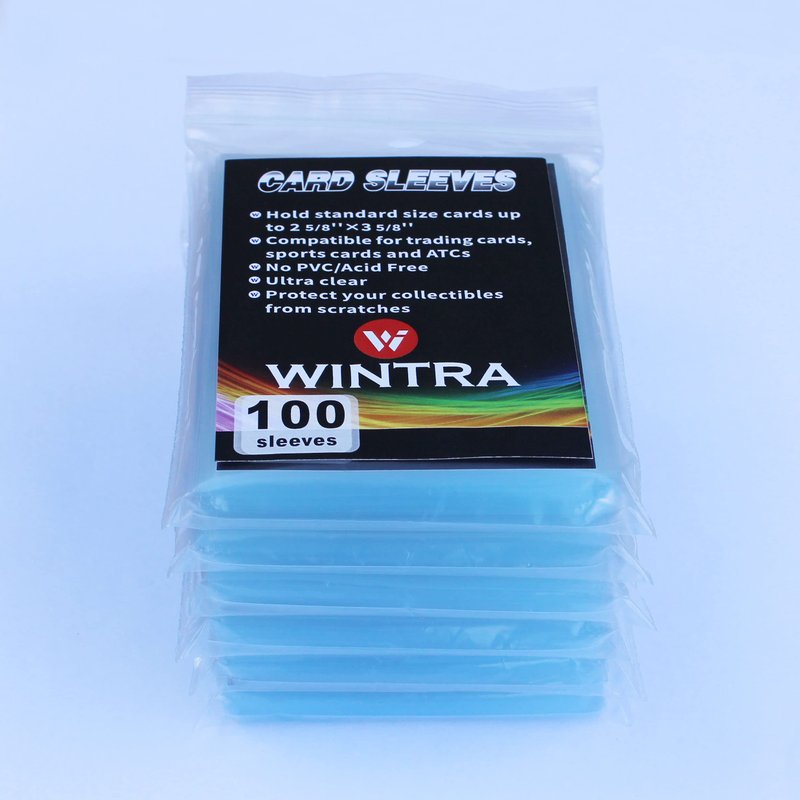 CARD SLEEVES
Hold standard size cards up
to 2 5/8''×3 5/8''
Compatible for trading cards,
sports cards and ATCs
No PVC/Acid Free
Ultra clear
Protect your collectibles
from scratches
W
WINTRA
100
sleeves